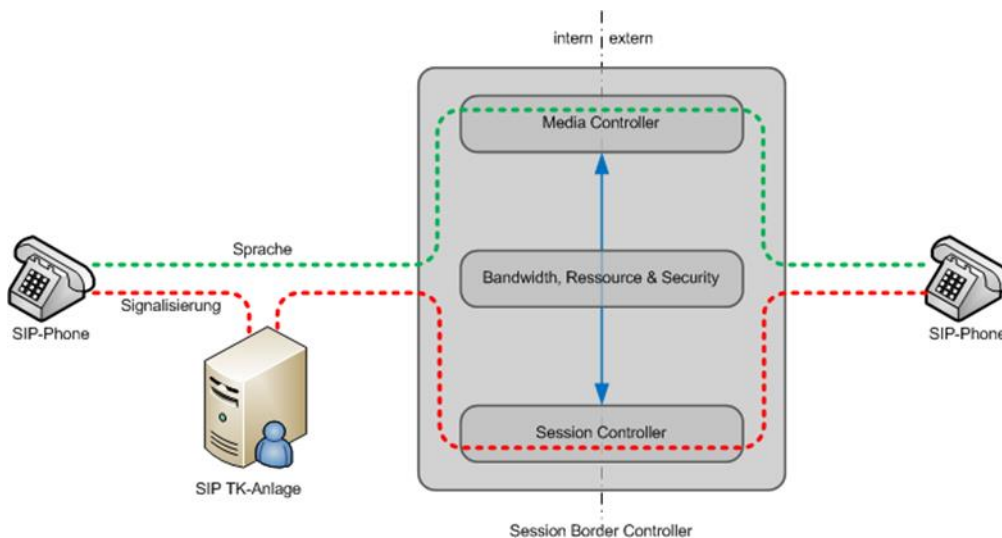 intern extern
Media Controller
Sprache
Bandwidth, Ressource & Security
Signalisierung
SIP-Phone
SIP-Phone
Session Controller
SIP TK-Anlage
Session Border Controller